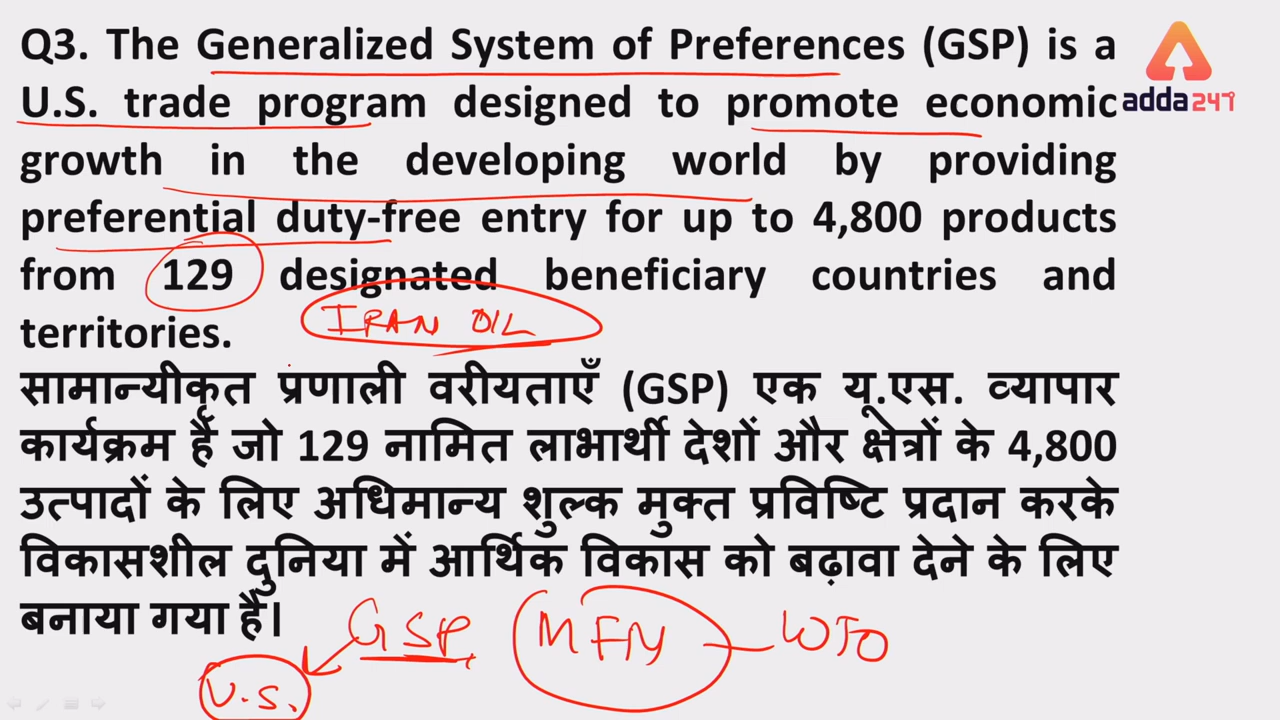 Q3. The Generalized System of Preferences (GSP) is a
U.S. trade program designed to promote economic
growth in the developing world by providing
preferential duty-free entry for up to 4,800 products
from 129 designated beneficiary countries and
territories.
IRAN OIL
सामान्यीकृत प्रणाली वरीयताएँ (GSP) एक यू.एस. व्यापार
कार्यक्रम है जो 129 नामित लाभार्थी देशों और क्षेत्रों के 4,800
उत्पादों के लिए अधिमान्य शुल्क मुक्त प्रविष्टि प्रदान करके
विकासशील दुनिया में आर्थिक विकास को बढ़ावा देने के लिए
बनाया गया है।
GSP MFN WTO
U.S.
adda247